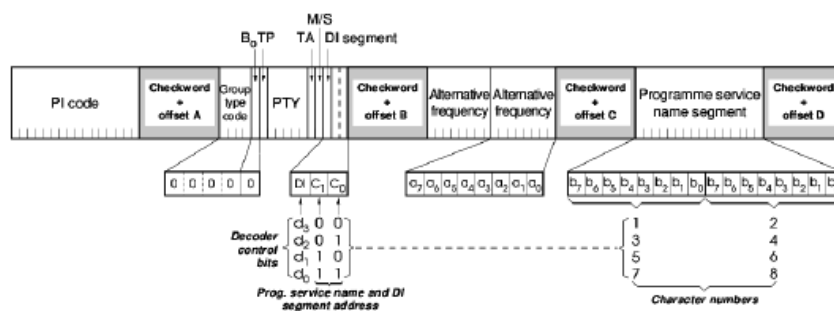 M/S
B₀ TP TA DI segment
PI code
Checkword + offset A
Group type code
PTY
Checkword + offset B
Alternative frequency
Alternative frequency
Checkword + offset C
Programme service name segment
Checkword + offset D
0 0 0 0 0
DI C₁ C₀
a₇ a₆ a₅ a₄ a₃ a₂ a₁ a₀
b₇ b₆ b₅ b₄ b₃ b₂ b₁ b₀ b₇ b₆ b₅ b₄ b₃ b₂ b₁
Decoder control bits
d₃ 0 0 1 2
d₂ 0 1 3 4
d₁ 1 0 5 6
d₀ 1 1 7 8
Prog. service name and DI segment address
Character numbers